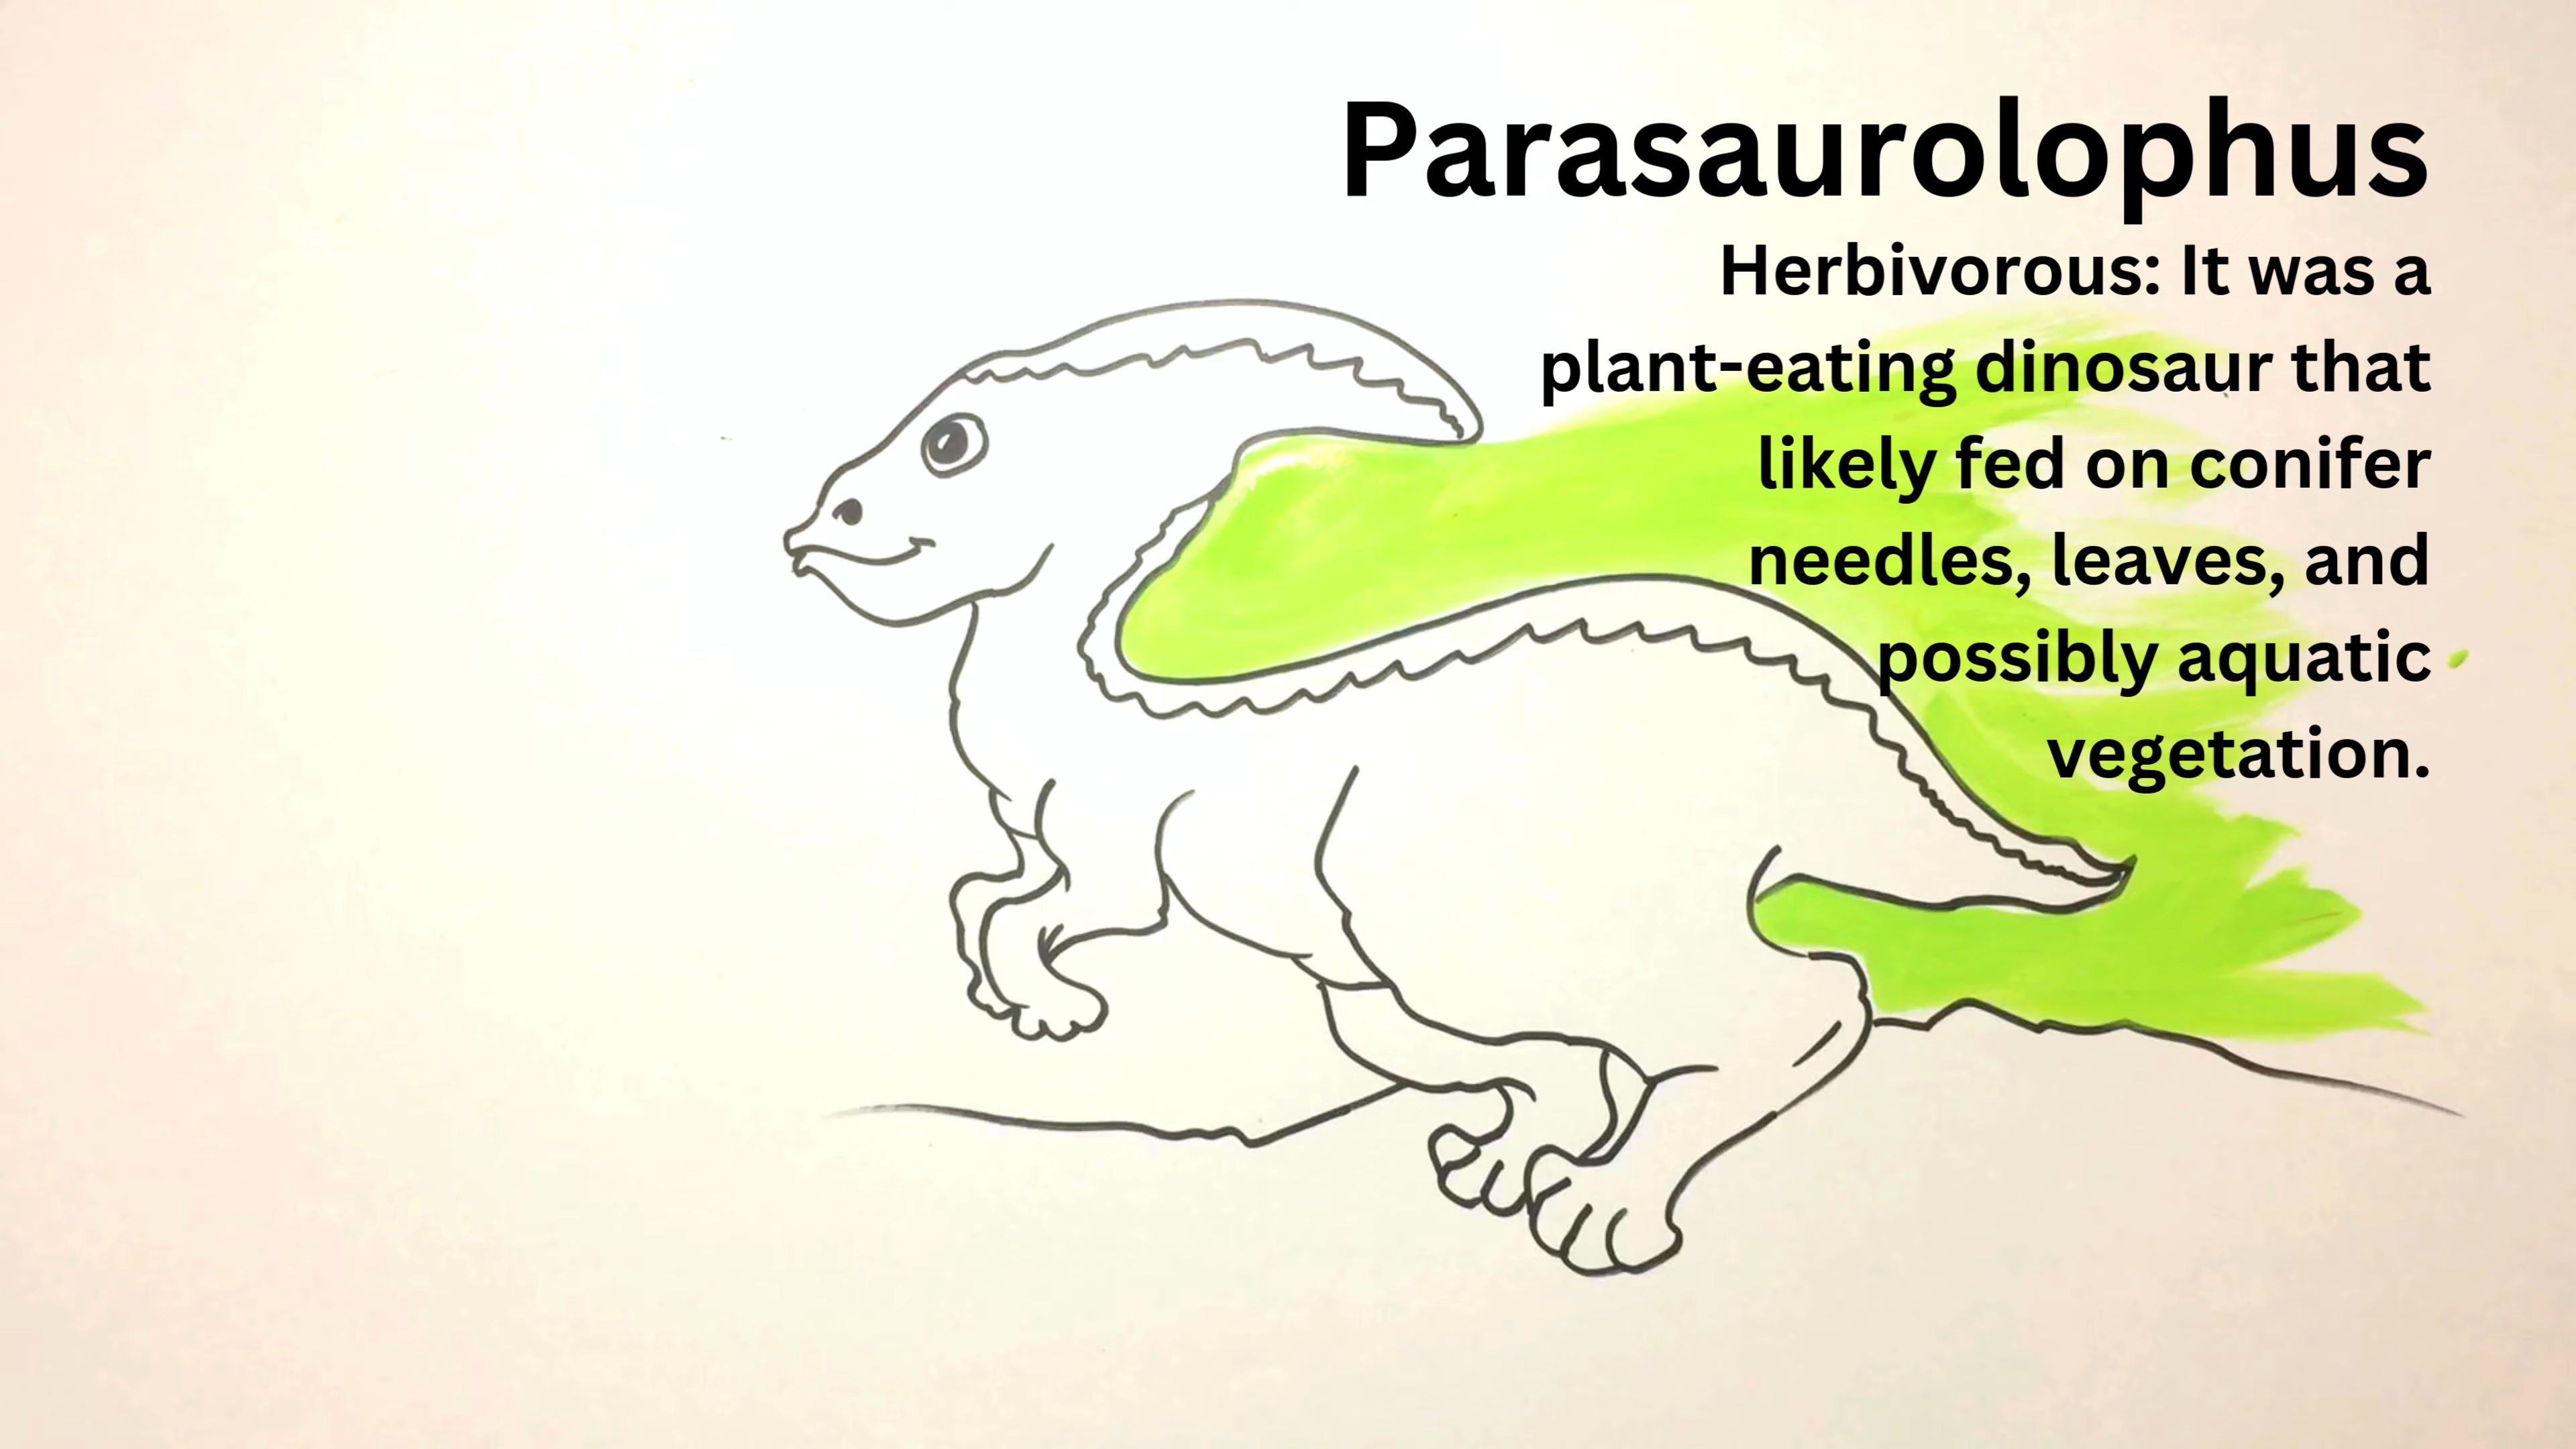 Parasaurolophus
Herbivorous: It was a
plant-eating dinosaur that
likely fed on conifer
needles, leaves, and
possibly aquatic
vegetation.